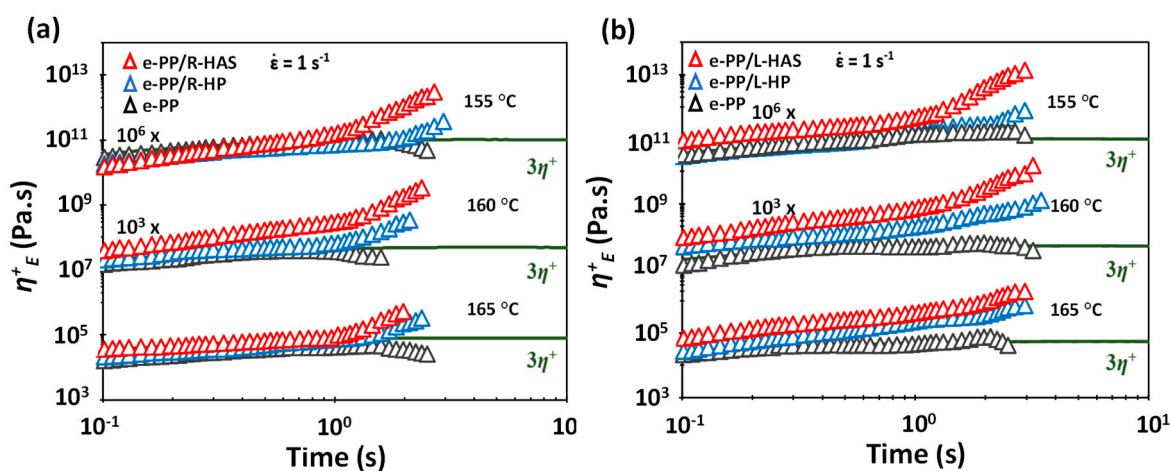 (a)
e-PP/R-HAS
ε̇ = 1 s⁻¹
e-PP/R-HP
e-PP
10¹³
10¹¹
10⁹
10⁷
10⁵
10³
η⁺E (Pa.s)
10⁶ x
155 °C
3η⁺
10³ x
160 °C
3η⁺
165 °C
3η⁺
10⁻¹
10⁰
10
Time (s)
(b)
e-PP/L-HAS
ε̇ = 1 s⁻¹
e-PP/L-HP
e-PP
10¹³
10¹¹
10⁹
10⁷
10⁵
10³
η⁺E (Pa.s)
10⁶ x
155 °C
3η⁺
10³ x
160 °C
3η⁺
165 °C
3η⁺
10⁻¹
10⁰
10¹
Time (s)